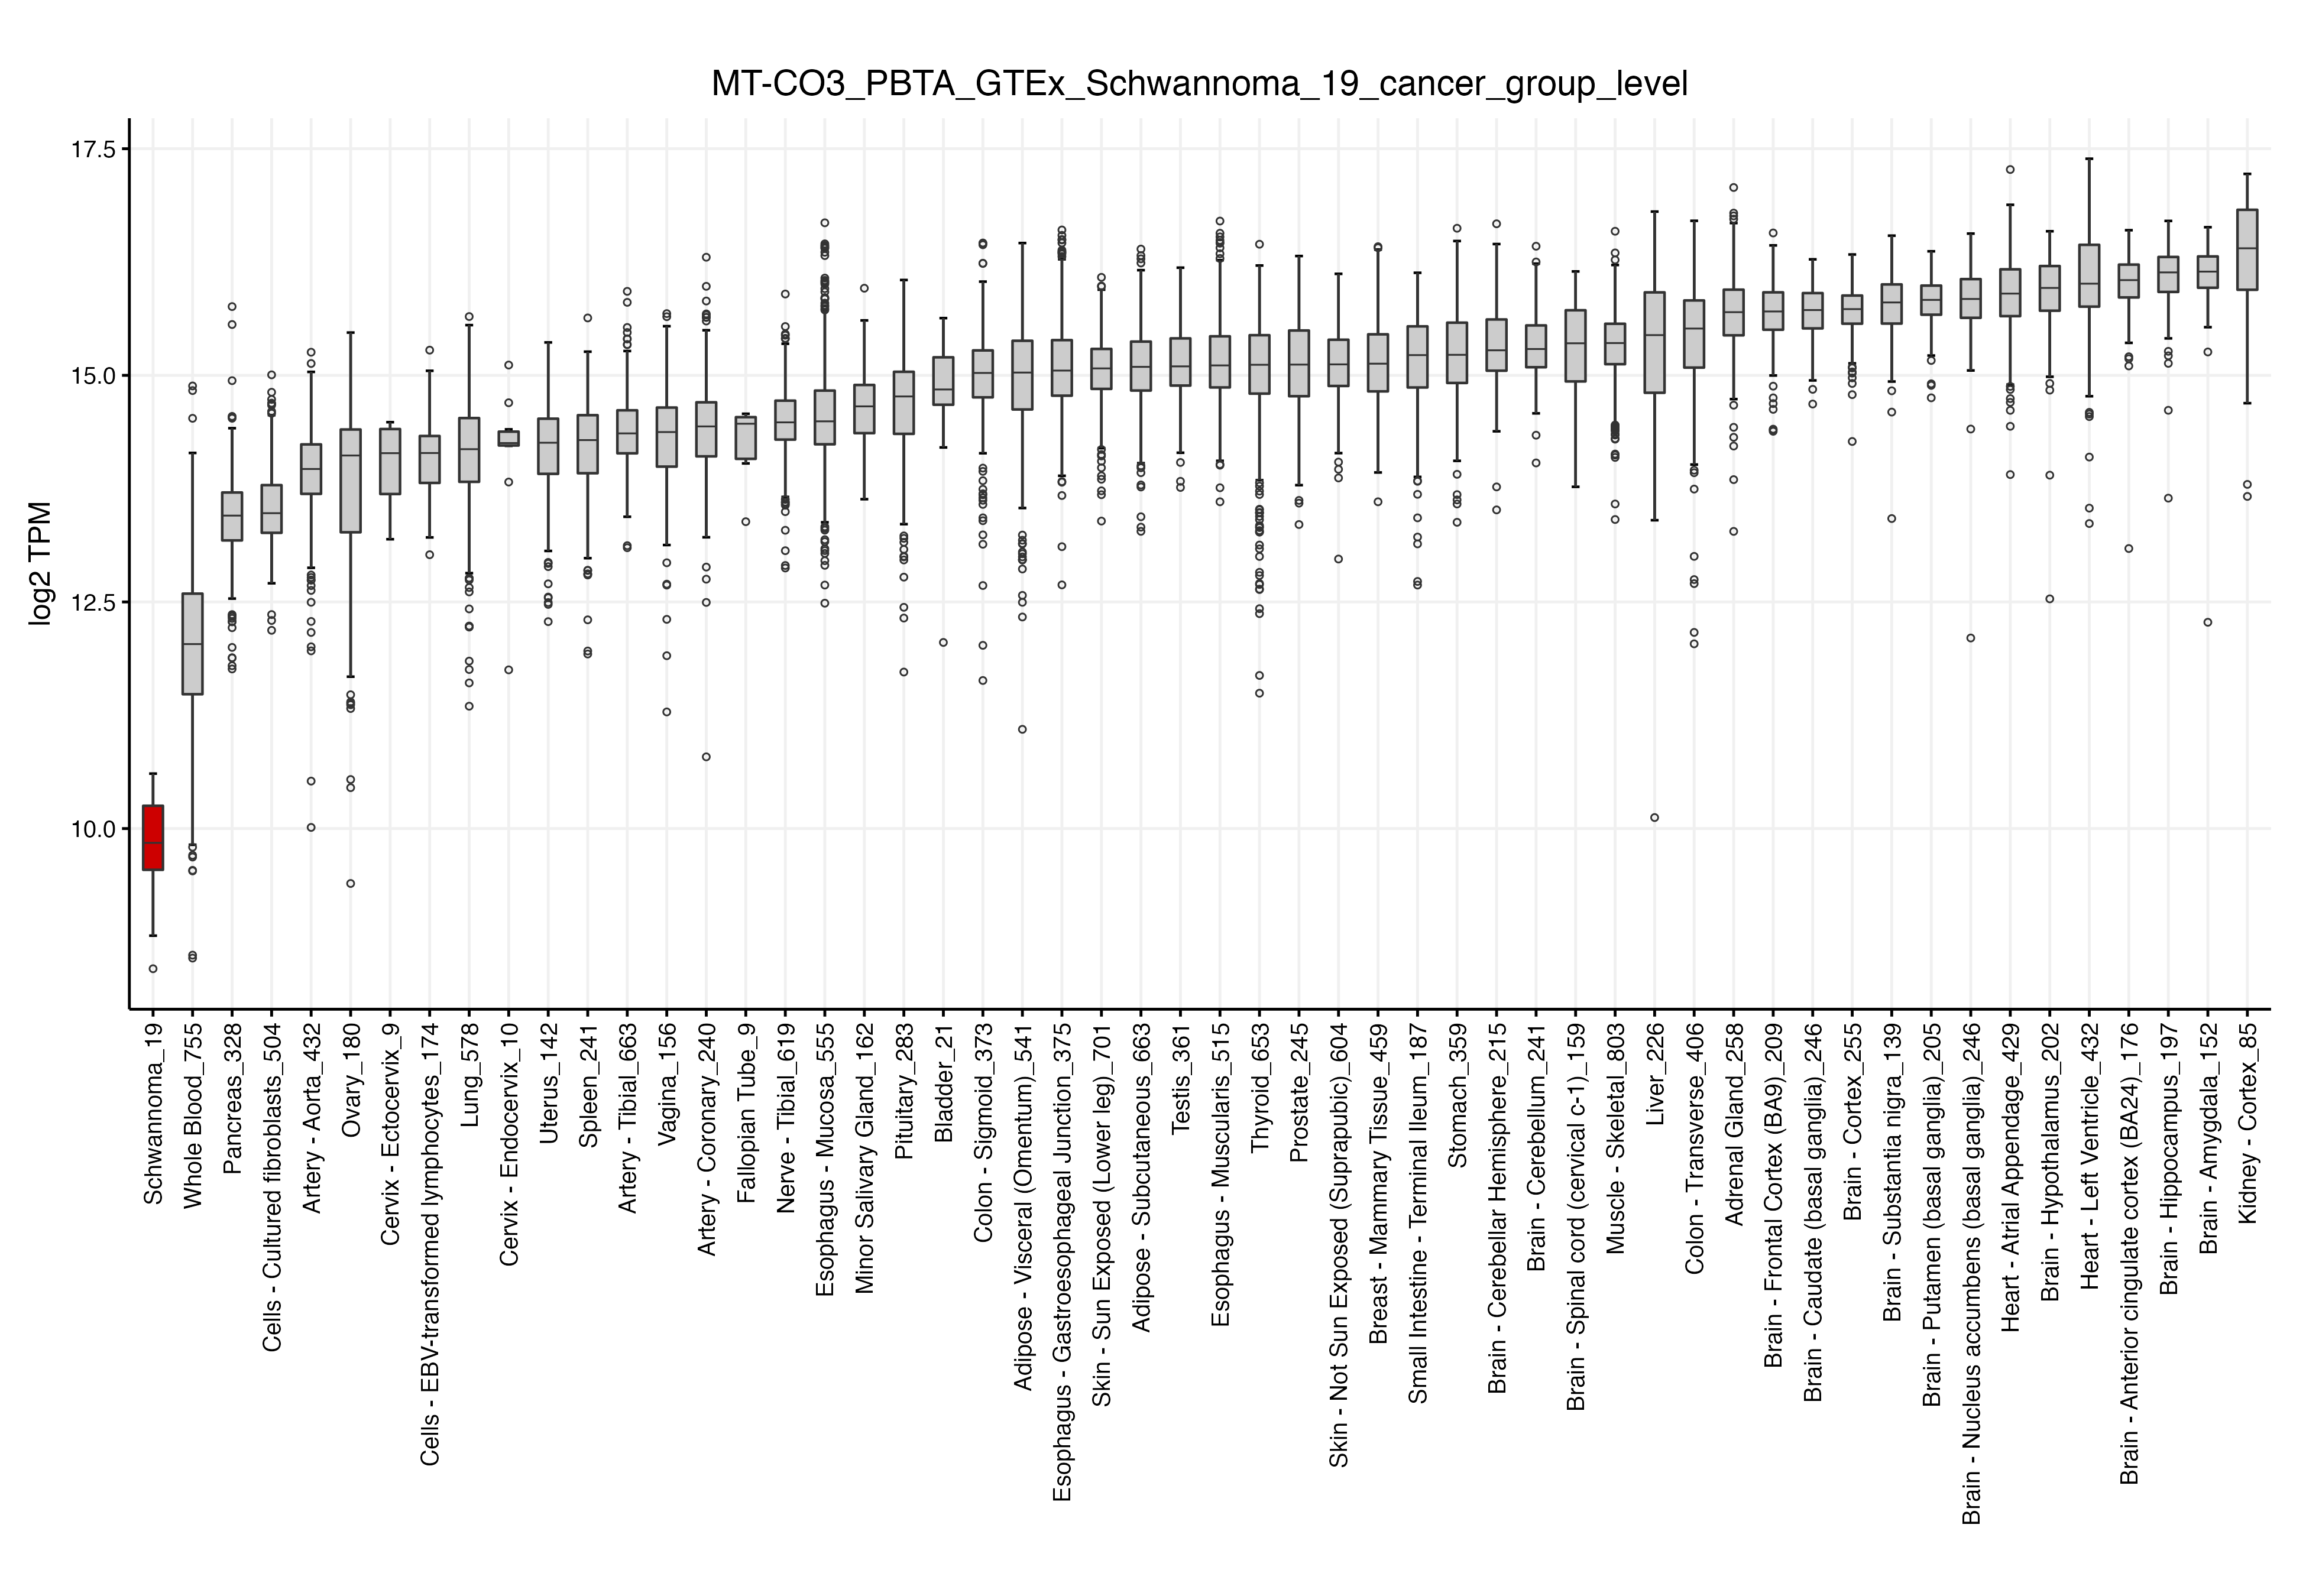 MT-CO3_PBTA_GTEx_Schwannoma_19_cancer_group_level
log2 TPM
17.5
15.0
12.5
10.0
Schwannoma_19
Whole Blood_755
Pancreas_328
Cells - Cultured fibroblasts_504
Artery - Aorta_432
Ovary_180
Cervix - Ectocervix_9
Cells - EBV-transformed lymphocytes_174
Lung_578
Cervix - Endocervix_10
Uterus_142
Spleen_241
Artery - Tibial_663
Vagina_156
Artery - Coronary_240
Fallopian Tube_9
Nerve - Tibial_619
Esophagus - Mucosa_555
Minor Salivary Gland_162
Pituitary_283
Bladder_21
Colon - Sigmoid_373
Adipose - Visceral (Omentum)_541
Esophagus - Gastroesophageal Junction_375
Skin - Sun Exposed (Lower leg)_701
Adipose - Subcutaneous_663
Testis_361
Esophagus - Muscularis_515
Thyroid_653
Prostate_245
Skin - Not Sun Exposed (Suprapubic)_604
Breast - Mammary Tissue_459
Small Intestine - Terminal Ileum_187
Stomach_359
Brain - Cerebellar Hemisphere_215
Brain - Cerebellum_241
Brain - Spinal cord (cervical c-1)_159
Muscle - Skeletal_803
Liver_226
Colon - Transverse_406
Adrenal Gland_258
Brain - Frontal Cortex (BA9)_209
Brain - Caudate (basal ganglia)_246
Brain - Cortex_255
Brain - Substantia nigra_139
Brain - Putamen (basal ganglia)_205
Brain - Nucleus accumbens (basal ganglia)_246
Heart - Atrial Appendage_429
Brain - Hypothalamus_202
Heart - Left Ventricle_432
Brain - Anterior cingulate cortex (BA24)_176
Brain - Hippocampus_197
Brain - Amygdala_152
Kidney - Cortex_85